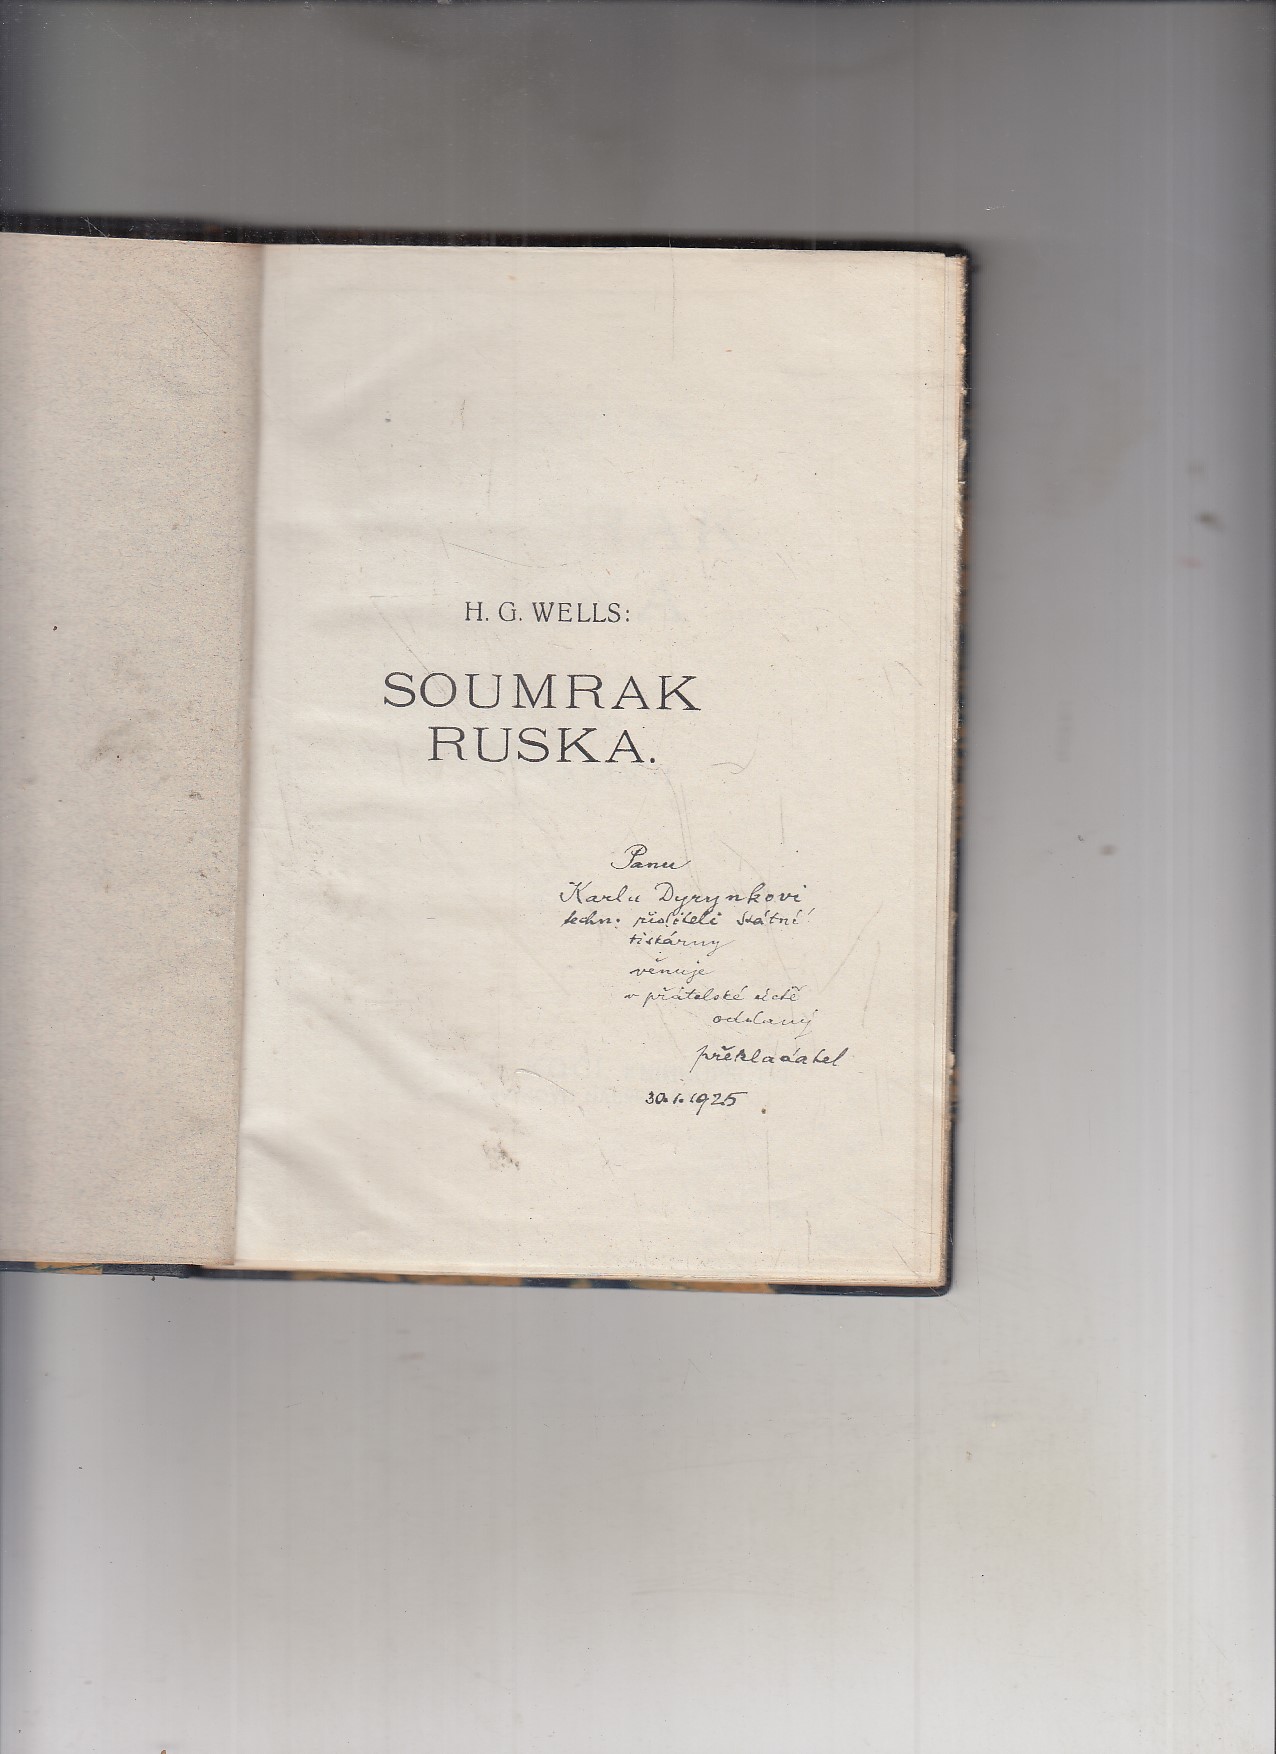 H. G. WELLS:
SOUMRAK
RUSKA.
Panu
Karlu Dyrynkovi
techn. řediteli státní
tiskárny
věnuje
v přátelské úctě
oddaný
překladatel
30.1.1925